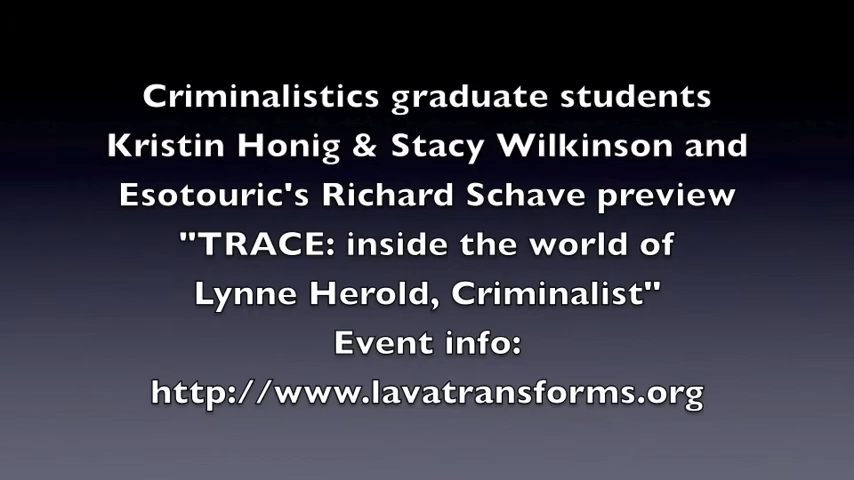 Criminalistics graduate students
Kristin Honig & Stacy Wilkinson and
Esotouric's Richard Schave preview
"TRACE: inside the world of
Lynne Herold, Criminalist"
Event info:
http://www.lavatransforms.org